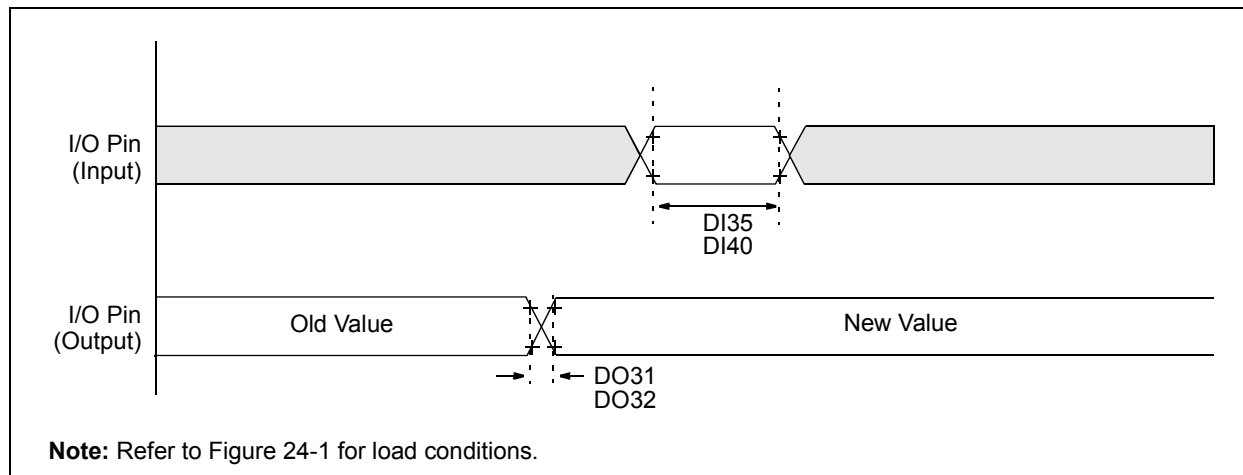 I/O Pin
(Input)
DI35
DI40
I/O Pin
(Output)
Old Value
New Value
DO31
DO32
Note: Refer to Figure 24-1 for load conditions.